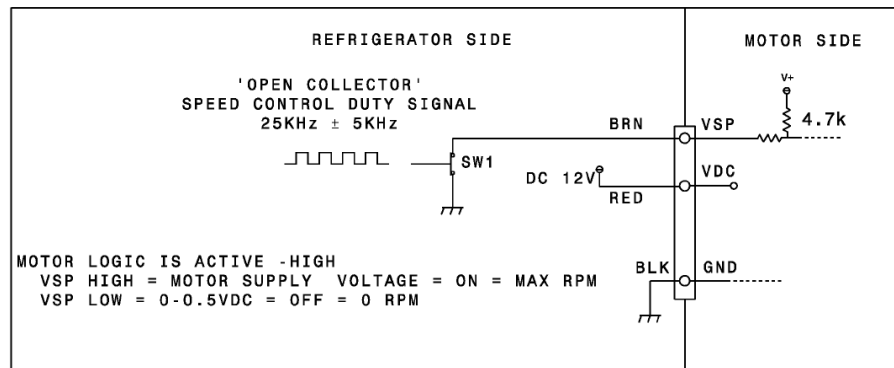 REFRIGERATOR SIDE
MOTOR SIDE
'OPEN COLLECTOR'
SPEED CONTROL DUTY SIGNAL
25KHz ± 5KHz
V+
4.7k
BRN
VSP
SW1
DC 12V
VDC
RED
MOTOR LOGIC IS ACTIVE -HIGH
VSP HIGH = MOTOR SUPPLY VOLTAGE = ON = MAX RPM
VSP LOW = 0-0.5VDC = OFF = 0 RPM
BLK
GND